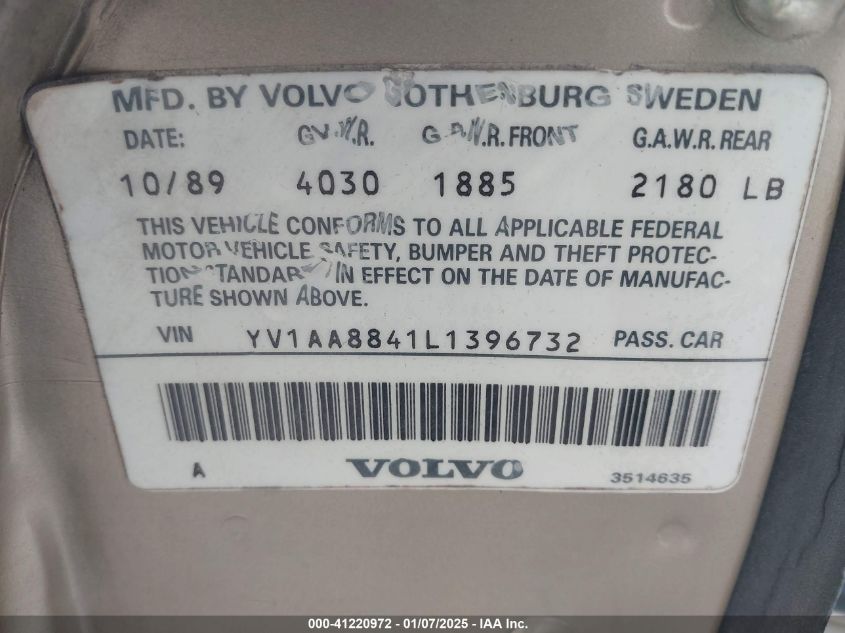 MFD. BY VOLVO GOTHENBURG SWEDEN
DATE: G.V.W.R. G.A.W.R. FRONT G.A.W.R. REAR
10/89 4030 1885 2180 LB
THIS VEHICLE CONFORMS TO ALL APPLICABLE FEDERAL
MOTOR VEHICLE SAFETY, BUMPER AND THEFT PROTEC-
TION STANDARDS IN EFFECT ON THE DATE OF MANUFAC-
TURE SHOWN ABOVE.
VIN YV1AA8841L1396732 PASS. CAR
A VOLVO 3514635
000-41220972 | 01/07/2025 - IAA Inc.